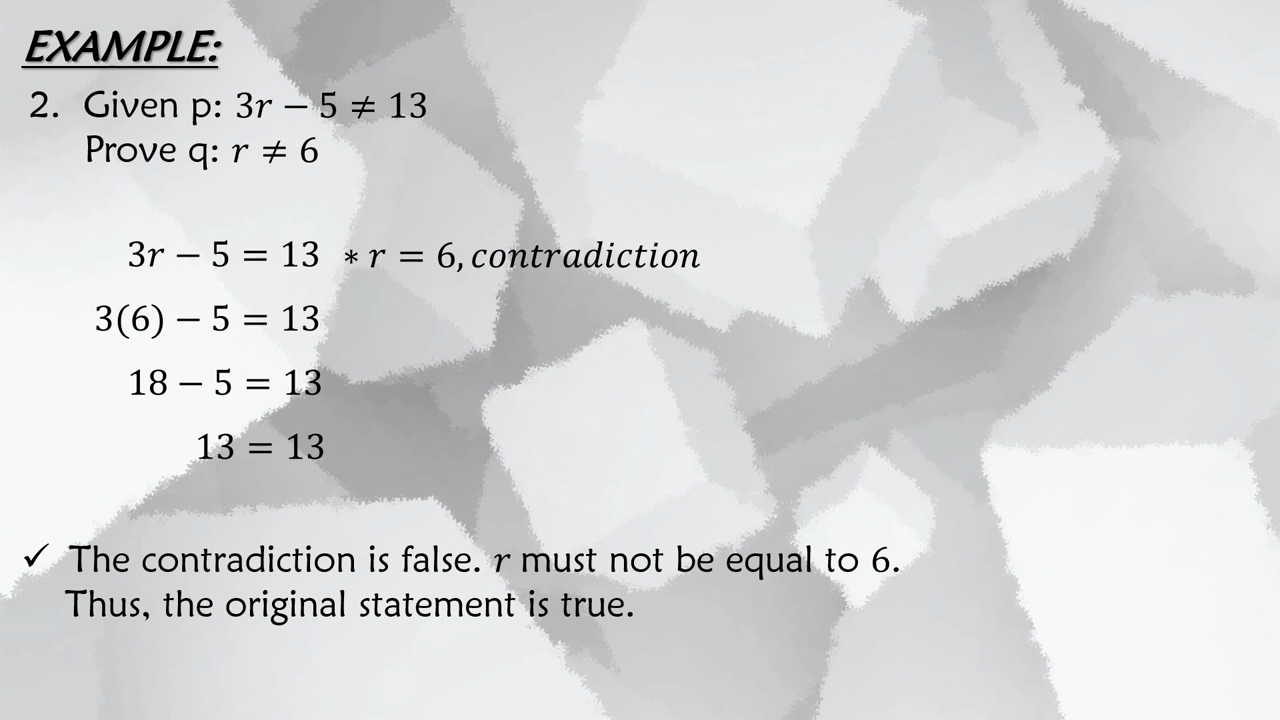 EXAMPLE:
2. Given p: 3𝑟 − 5 ≠ 13
Prove q: 𝑟 ≠ 6
3𝑟 − 5 = 13 ∗ 𝑟 = 6, 𝑐𝑜𝑛𝑡𝑟𝑎𝑑𝑖𝑐𝑡𝑖𝑜𝑛
3(6) − 5 = 13
18 − 5 = 13
13 = 13
✓ The contradiction is false. 𝑟 must not be equal to 6.
Thus, the original statement is true.